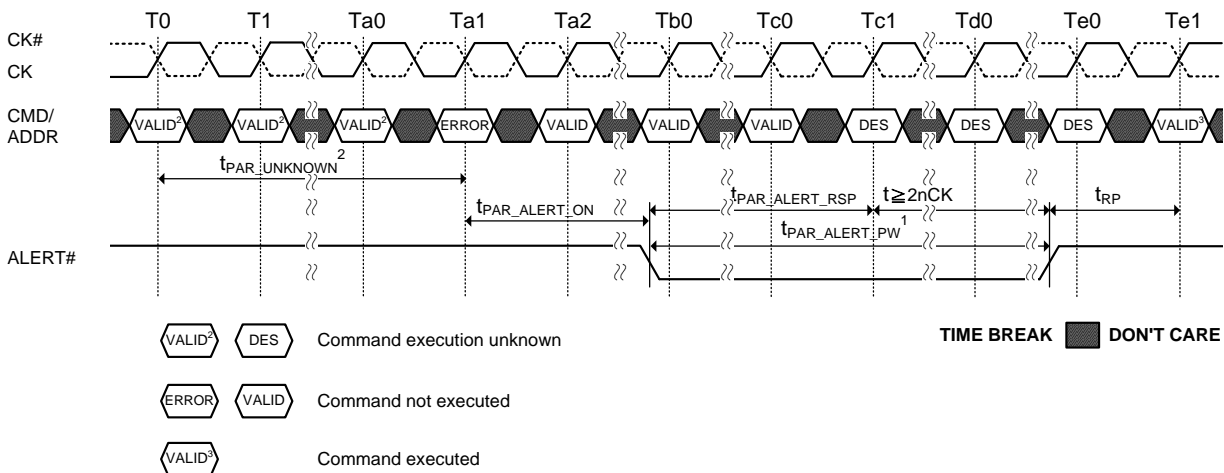 T0 T1 Ta0 Ta1 Ta2 Tb0 Tc0 Tc1 Td0 Te0 Te1
CK#
CK
CMD/
ADDR
VALID² VALID² VALID² ERROR VALID VALID VALID DES DES DES VALID³
tPAR_UNKNOWN²
tPAR_ALERT_ON
tPAR_ALERT_RSP t≧2nCK tRP
tPAR_ALERT_PW¹
ALERT#
VALID² DES Command execution unknown
TIME BREAK DON'T CARE
ERROR VALID Command not executed
VALID³ Command executed